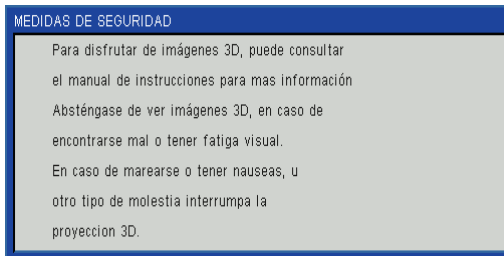 MEDIDAS DE SEGURIDAD
Para disfrutar de imágenes 3D, puede consultar
el manual de instrucciones para mas información
Absténgase de ver imágenes 3D, en caso de
encontrarse mal o tener fatiga visual.
En caso de marearse o tener nauseas, u
otro tipo de molestia interrumpa la
proyeccion 3D.